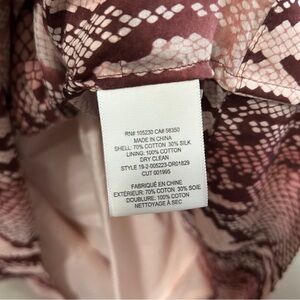 RN# 105230 CA# 56350
MADE IN CHINA
SHELL: 70% COTTON 30% SILK
LINING: 100% COTTON
DRY CLEAN
STYLE 19-2-005223-DR01829
CUT 001995
FABRIQUÉ EN CHINE
EXTÉRIEUR: 70% COTON 30% SOIE
DOUBLURE: 100% COTON
NETTOYAGE À SEC